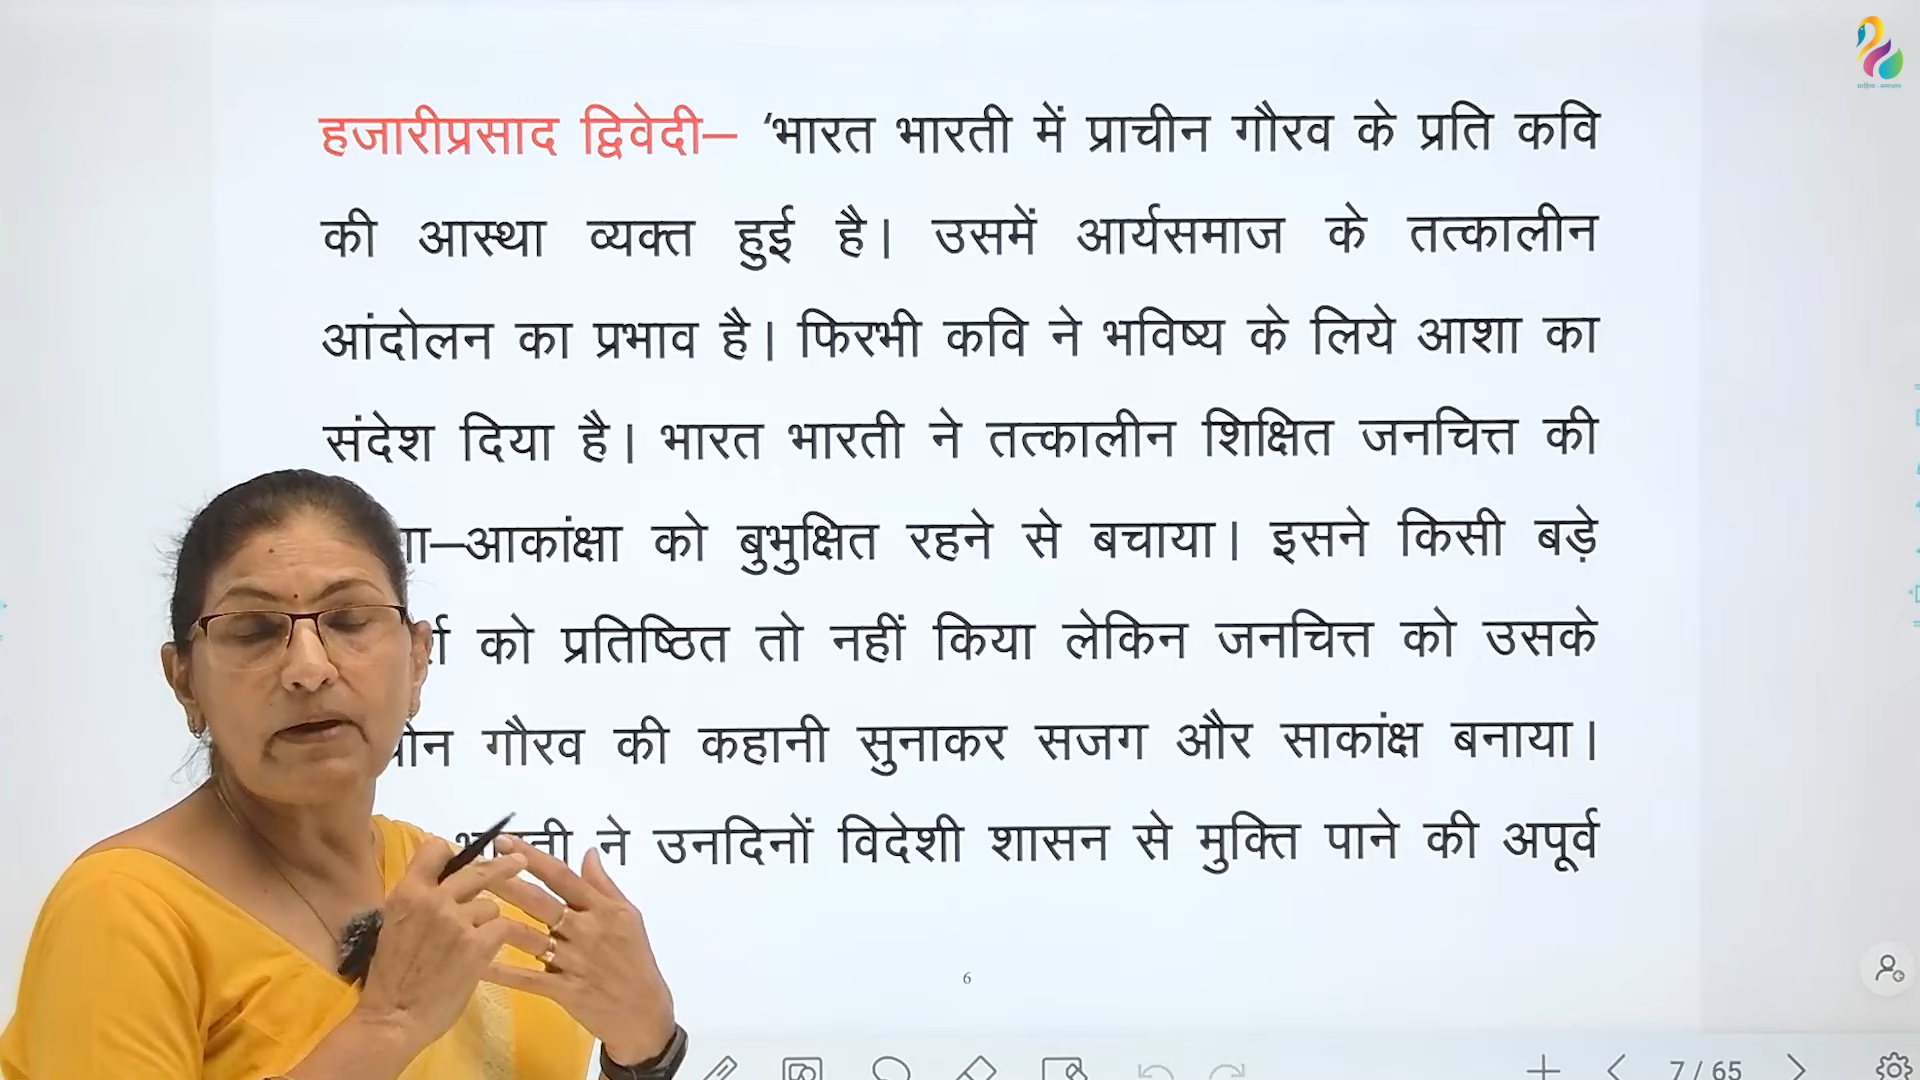 हजारीप्रसाद द्विवेदी– ‘भारत भारती में प्राचीन गौरव के प्रति कवि
की आस्था व्यक्त हुई है। उसमें आर्यसमाज के तत्कालीन
आंदोलन का प्रभाव है। फिरभी कवि ने भविष्य के लिये आशा का
संदेश दिया है। भारत भारती ने तत्कालीन शिक्षित जनचित्त की
–आकांक्षा को बुभुक्षित रहने से बचाया। इसने किसी बड़े
को प्रतिष्ठित तो नहीं किया लेकिन जनचित्त को उसके
गौरव की कहानी सुनाकर सजग और साकांक्ष बनाया।
ने उनदिनों विदेशी शासन से मुक्ति पाने की अपूर्व
6
7/65